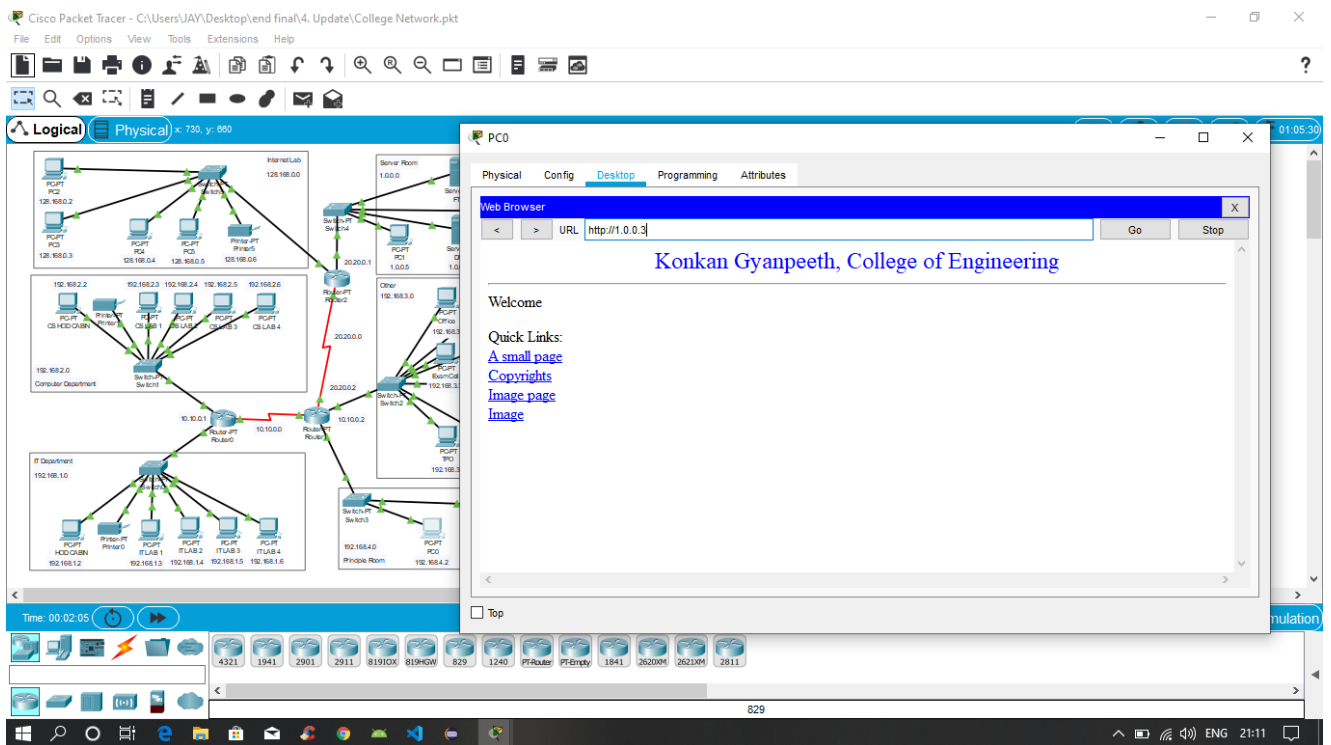 Cisco Packet Tracer - C:\Users\JAY\Desktop\end final\4. Update\College Network.pkt
File Edit Options View Tools Extensions Help
Logical
Physical
x: 730, y: 660
01:05:30
Internet Lab
128.168.0.0
PC-PT
PC2
128.168.0.2
PC-PT
PC3
128.168.0.3
PC-PT
PC4
128.168.0.4
PC-PT
PC5
128.168.0.5
Printer-PT
Printer5
128.168.0.6
Server Room
1.0.0.0
Switch-PT
Switch4
PC-PT
PC1
1.0.0.5
20.20.0.1
Router-PT
Router2
20.20.0.0
20.20.0.2
192.168.2.2
192.168.2.3
192.168.2.4
192.168.2.5
192.168.2.6
PC-PT
CS HOD CABIN
PC-PT
CS LAB 3
PC-PT
CS LAB 4
192.168.2.0
Computer Department
Switch-PT
Switch1
Other
192.168.3.0
PC-PT
Office
PC-PT
ExamCell
Switch2
PC-PT
TPO
10.10.0.1
Router-PT
Router0
10.10.0.0
10.10.0.2
IT Department
192.168.1.0
PC-PT
HOD CABIN
192.168.1.2
Printer-PT
Printer0
PC-PT
ITLAB 1
192.168.1.3
PC-PT
ITLAB 2
192.168.1.4
PC-PT
ITLAB 3
192.168.1.5
PC-PT
ITLAB 4
192.168.1.6
Switch-PT
Switch3
192.168.4.0
Principle Room
PC-PT
PC0
192.168.4.2
PC0
Physical Config Desktop Programming Attributes
Web Browser
X
< > URL http://1.0.0.3 Go Stop
Konkan Gyanpeeth, College of Engineering
Welcome
Quick Links:
A small page
Copyrights
Image page
Image
Top
Time: 00:02:05
mulation
4321 1941 2901 2911 819IOX 819HGW 829 1240 PT-Router PT-Empty 1841 2620XM 2621XM 2811
829
ENG 21:11